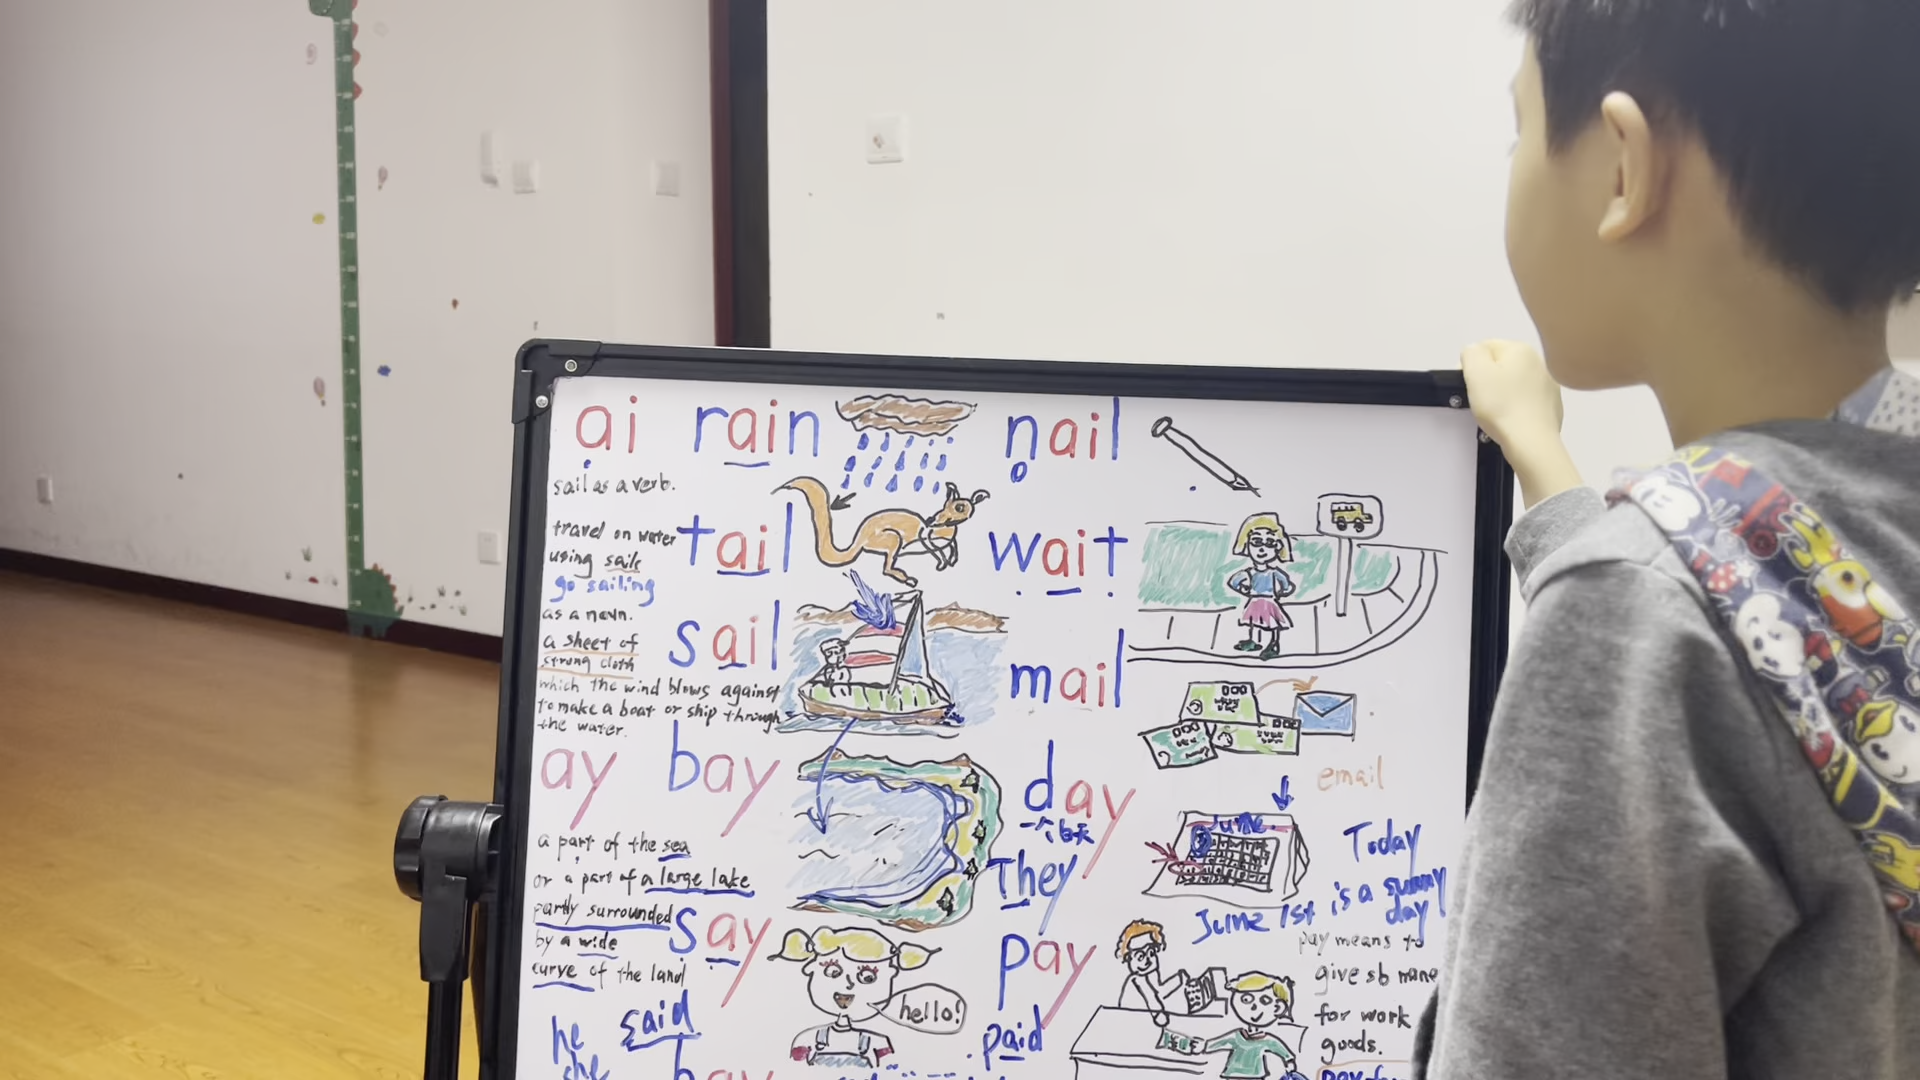 ai rain nail
sail as a verb.
travel on water
using sails
go sailing
tail wait
as a noun.
a sheet of
strong cloth
which the wind blows against
to make a boat or ship through
the water.
sail mail
email
ay bay day
一个白天
They
June
Today
is a sunny
day
June 1st
a part of the sea
or a part of a large lake
partly surrounded
by a wide
curve of the land
say
hello!
pay
pay means to
give sb mone
for work
goods.
he said
she
paid